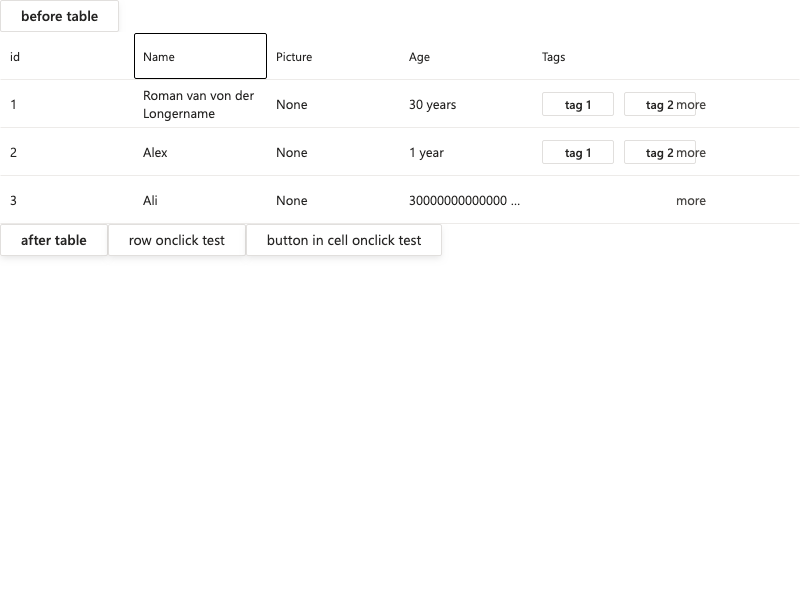 before table
id Name Picture Age Tags
1 Roman van von der Longername None 30 years tag 1 tag 2 more
2 Alex None 1 year tag 1 tag 2 more
3 Ali None 30000000000000 ... more
after table row onclick test button in cell onclick test